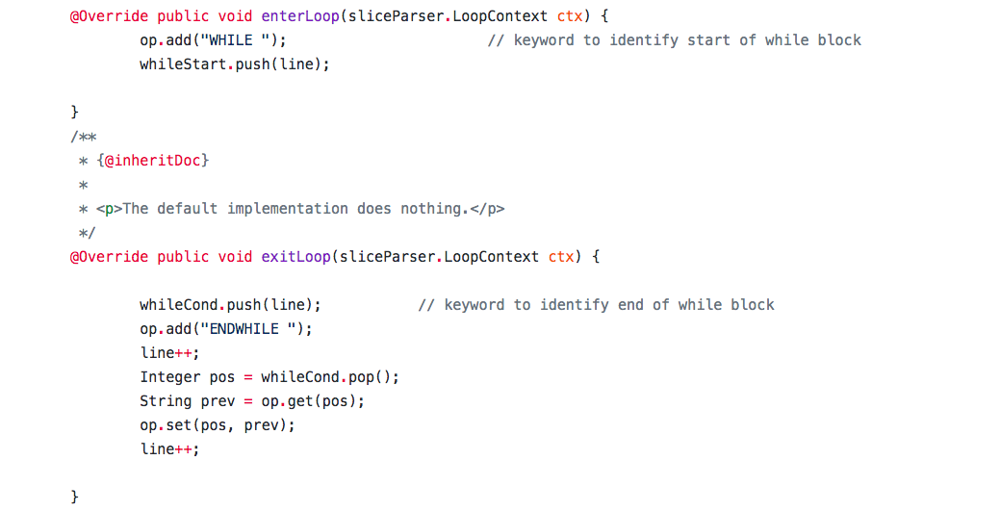 @Override public void enterLoop(sliceParser.LoopContext ctx) {
op.add("WHILE "); // keyword to identify start of while block
whileStart.push(line);
}
/**
* {@inheritDoc}
*
* <p>The default implementation does nothing.</p>
*/
@Override public void exitLoop(sliceParser.LoopContext ctx) {
whileCond.push(line); // keyword to identify end of while block
op.add("ENDWHILE ");
line++;
Integer pos = whileCond.pop();
String prev = op.get(pos);
op.set(pos, prev);
line++;
}